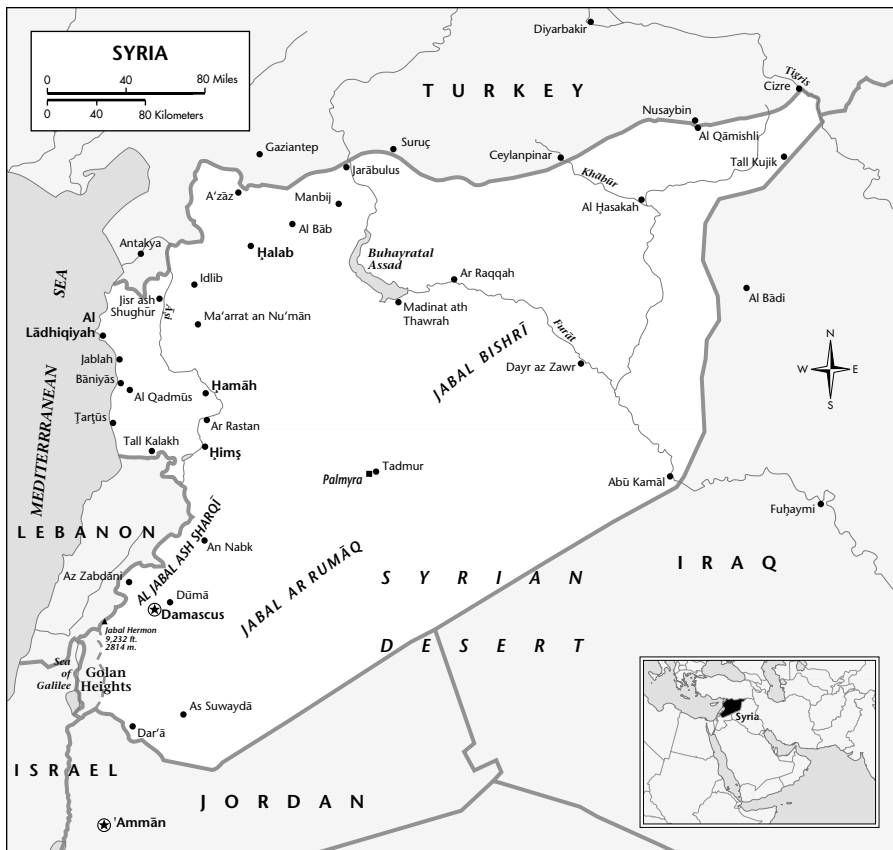 SYRIA
0 40 80 Miles
0 40 80 Kilometers
Diyarbakir
TURKEY
Tigris
Cizre
Nusaybin
Al Qāmishli
Gaziantep
Suruç
Ceylanpinar
Tall Kujik
Jarābulus
Khābūr
A'zāz
Manbij
Al Ḩasakah
Al Bāb
Antakya
Ḩalab
Buhayratal
Assad
Ar Raqqah
Idlib
Al Bādi
Jisr ash
Shughūr
'Āşī
Madinat ath
Thawrah
Ma'arrat an Nu'mān
Al
Lādhiqiyah
Furāt
JABAL BISHRĪ
N
W E
S
Jablah
Dayr az Zawr
Bāniyās
Al Qadmūs
Ḩamāh
Ţarţūs
Ar Rastan
Tall Kalakh
Ḩimş
MEDITERRANEAN SEA
Palmyra
Tadmur
Abū Kamāl
Fuḩaymi
LEBANON
AL JABAL ASH SHARQĪ
An Nabk
JABAL AR RUMĀQ
IRAQ
Az Zabdāni
SYRIAN
DESERT
Dūmā
Damascus
Jabal Hermon
9,232 ft.
2814 m.
Sea
of
Galilee
Golan
Heights
As Suwaydā
Dar'ā
Syria
ISRAEL
JORDAN
'Ammān